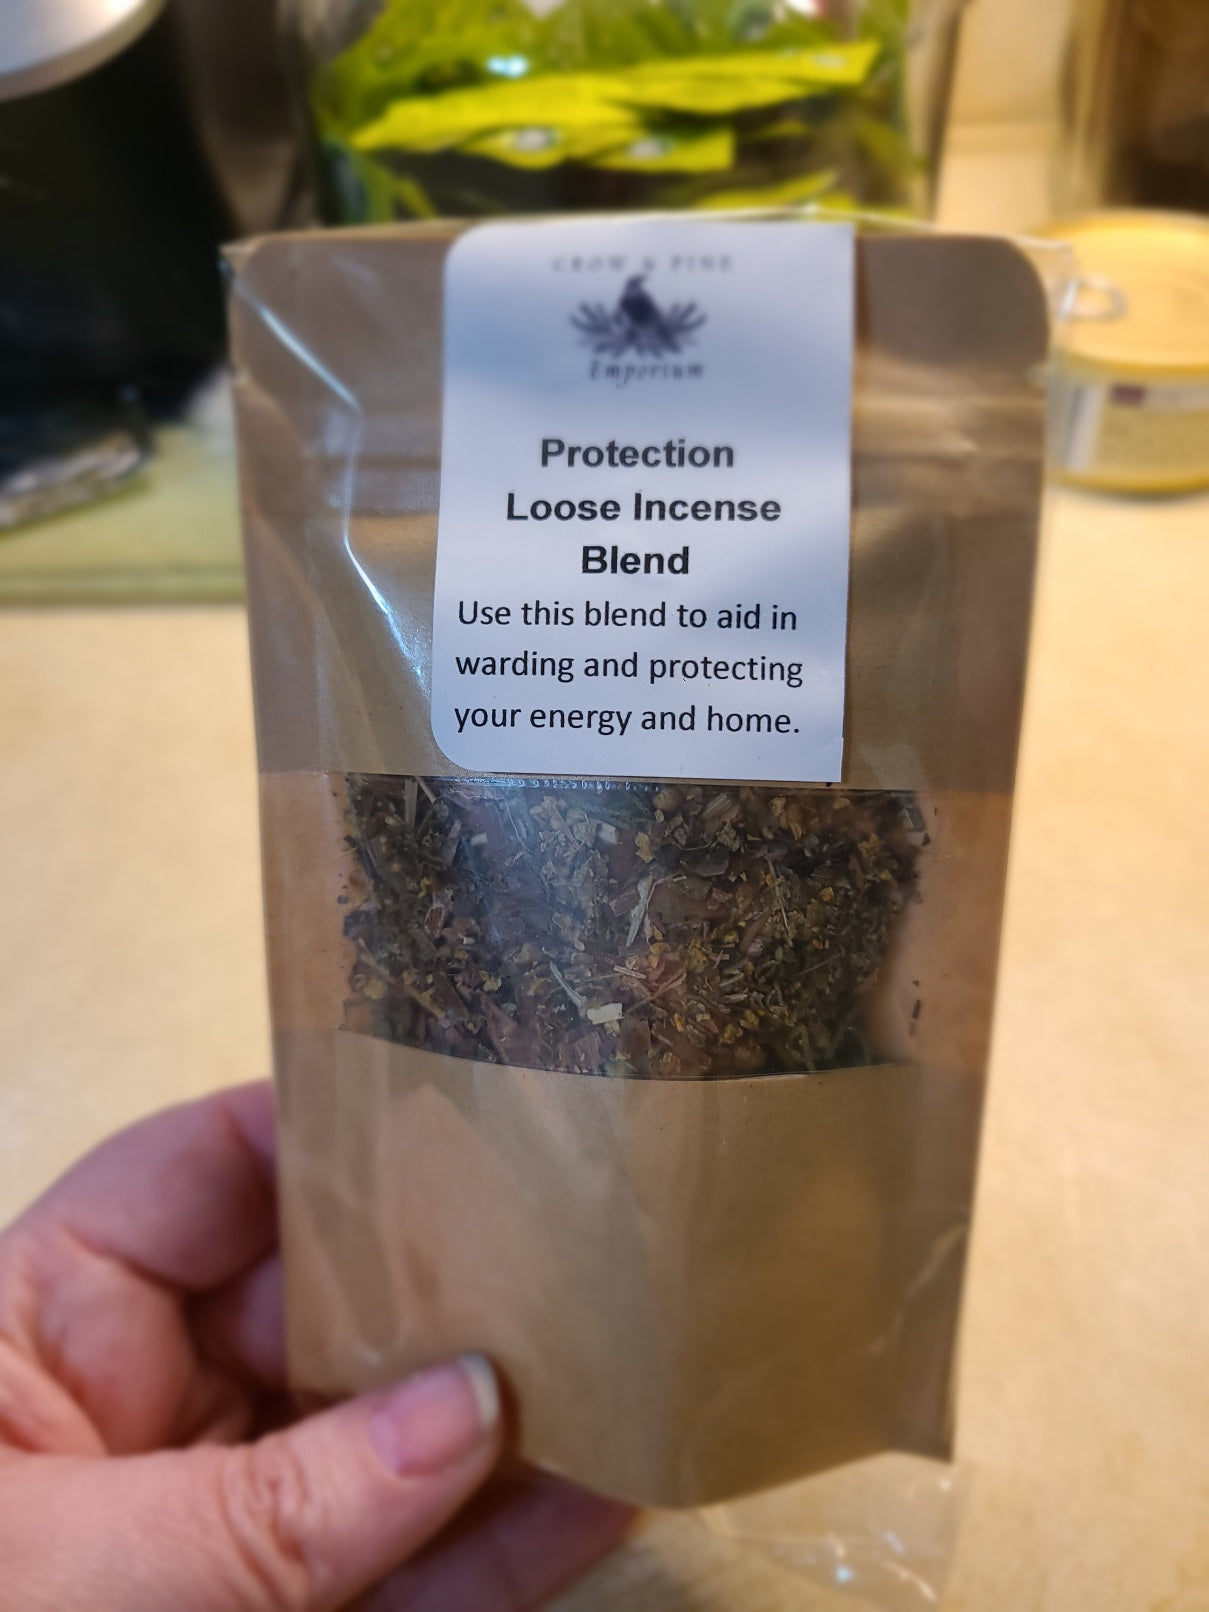 CROW & PINE
Emporium
Protection
Loose Incense
Blend
Use this blend to aid in
warding and protecting
your energy and home.